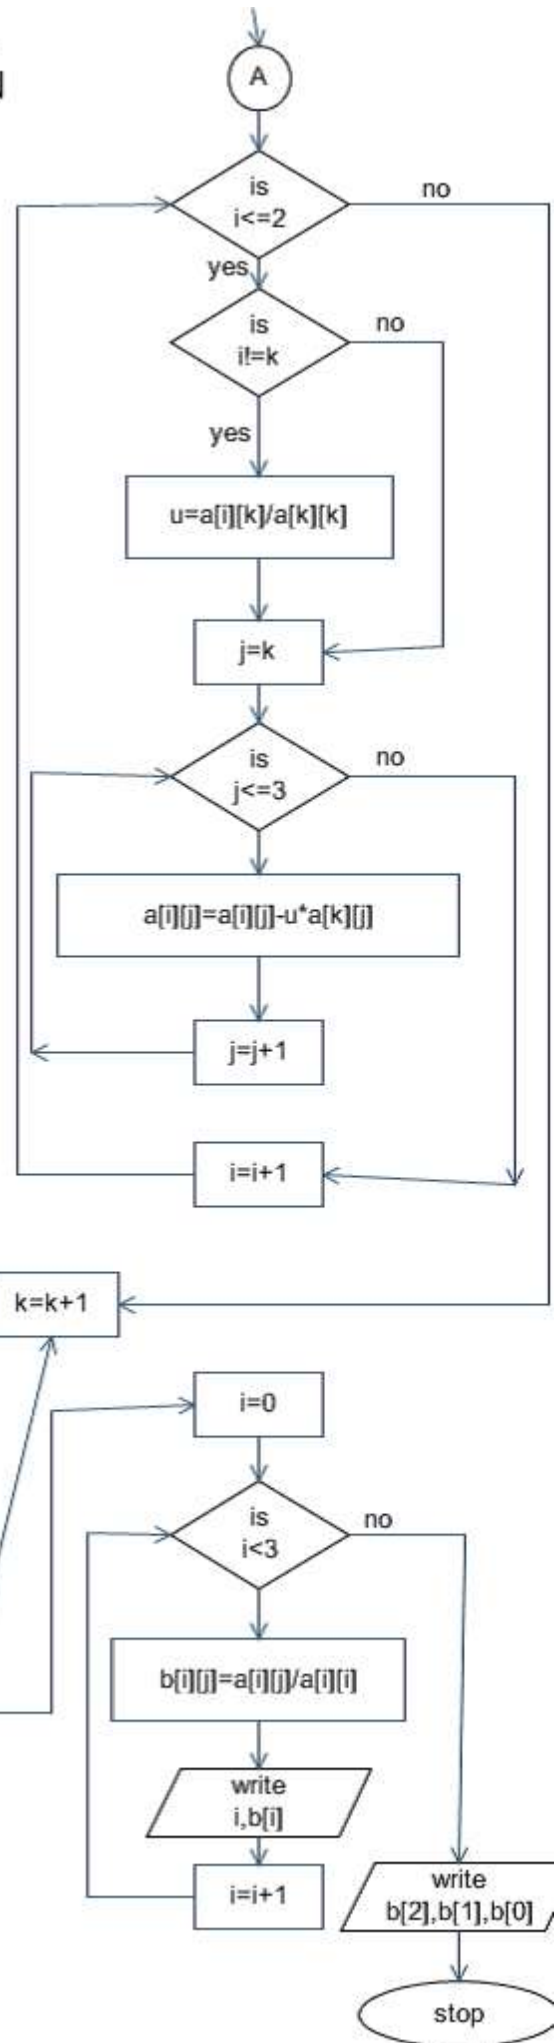 A
is
i<=2
no
yes
is
i!=k
no
yes
u=a[i][k]/a[k][k]
j=k
is
j<=3
no
a[i][j]=a[i][j]-u*a[k][j]
j=j+1
i=i+1
k=k+1
i=0
is
i<3
no
b[i][j]=a[i][j]/a[i][i]
write
i,b[i]
i=i+1
write
b[2],b[1],b[0]
stop